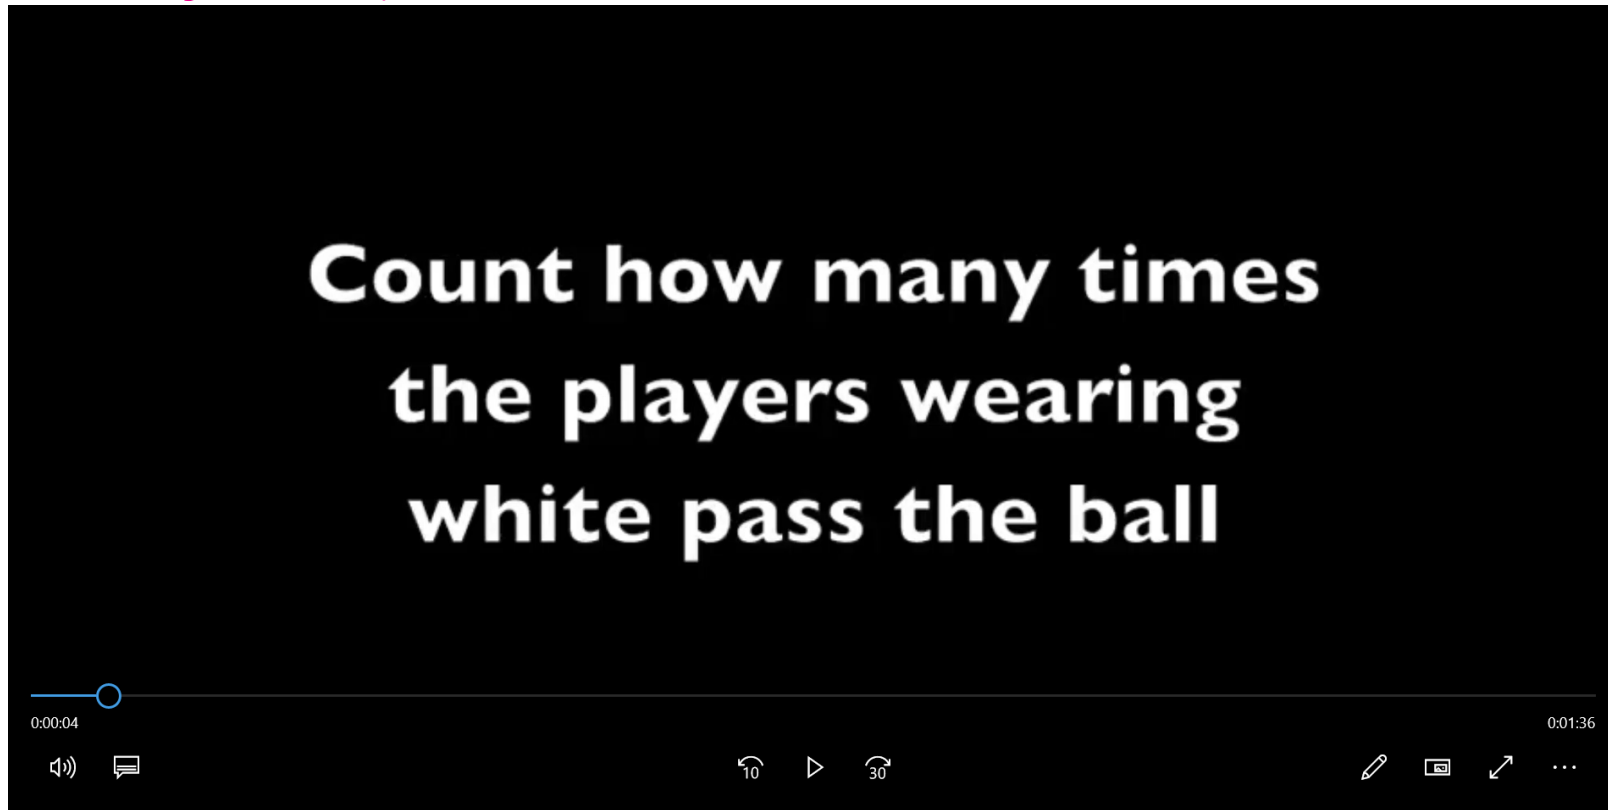 Count how many times
the players wearing
white pass the ball
0:00:04
0:01:36
10
30